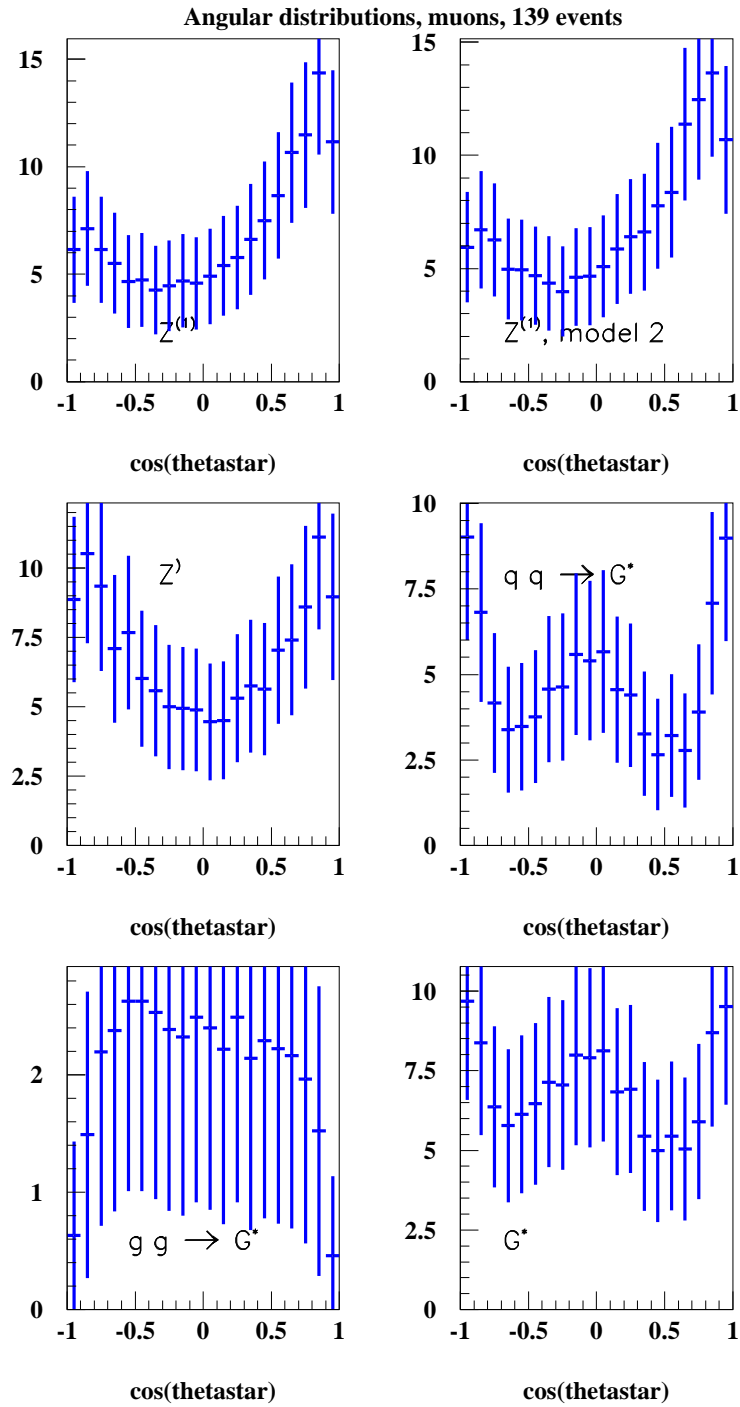 Angular distributions, muons, 139 events
15
10
5
0
Z(1)
-1 -0.5 0 0.5 1
cos(thetastar)
15
10
5
0
Z(1), model 2
-1 -0.5 0 0.5 1
cos(thetastar)
10
7.5
5
2.5
0
Z)
-1 -0.5 0 0.5 1
cos(thetastar)
10
7.5
5
2.5
0
q q → G*
-1 -0.5 0 0.5 1
cos(thetastar)
2
1
0
g g → G*
-1 -0.5 0 0.5 1
cos(thetastar)
10
7.5
5
2.5
0
G*
-1 -0.5 0 0.5 1
cos(thetastar)